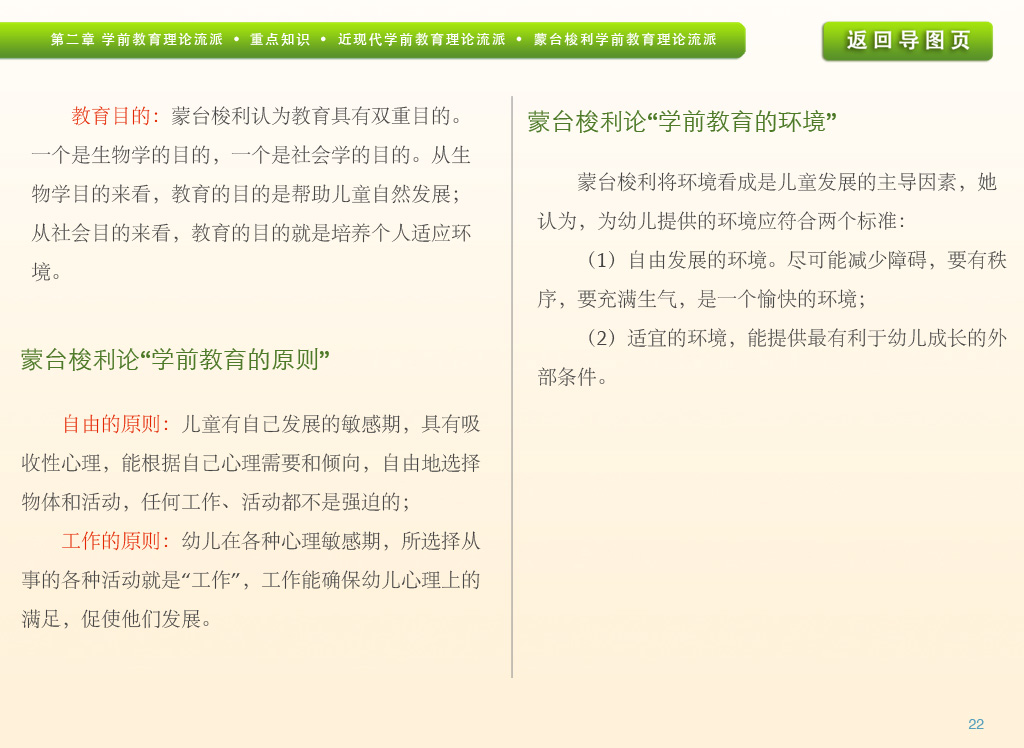 第二章 学前教育理论流派 • 重点知识 • 近现代学前教育理论流派 • 蒙台梭利学前教育理论流派
返回导图页
教育目的：蒙台梭利认为教育具有双重目的。
一个是生物学的目的，一个是社会学的目的。从生
物学目的来看，教育的目的是帮助儿童自然发展；
从社会目的来看，教育的目的就是培养个人适应环
境。
蒙台梭利论“学前教育的原则”
自由的原则：儿童有自己发展的敏感期，具有吸
收性心理，能根据自己心理需要和倾向，自由地选择
物体和活动，任何工作、活动都不是强迫的；
工作的原则：幼儿在各种心理敏感期，所选择从
事的各种活动就是“工作”，工作能确保幼儿心理上的
满足，促使他们发展。
蒙台梭利论“学前教育的环境”
蒙台梭利将环境看成是儿童发展的主导因素，她
认为，为幼儿提供的环境应符合两个标准：
（1）自由发展的环境。尽可能减少障碍，要有秩
序，要充满生气，是一个愉快的环境；
（2）适宜的环境，能提供最有利于幼儿成长的外
部条件。
22